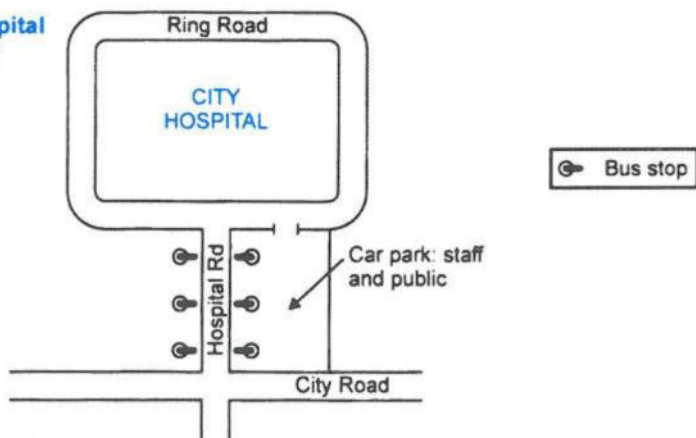 pital
Ring Road
CITY
HOSPITAL
Bus stop
Hospital Rd
Car park: staff
and public
City Road